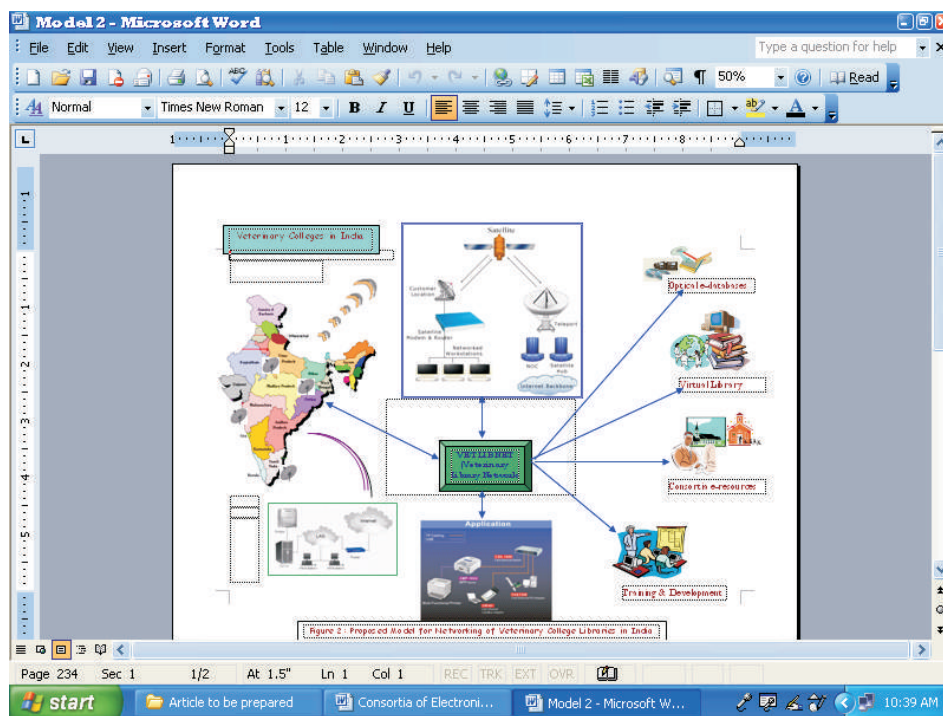 Model 2 - Microsoft Word
File Edit View Insert Format Tools Table Window Help
Type a question for help
50%
Read
Normal
Times New Roman
12
B I U
Veterinary Colleges in India
Satellite
Customer
Location
Teleport
Satellite
Modem & Router
Networked
Workstations
NOC
Satellite
Hub
Internet Backbone
Optical e-databases
Virtual Library
VETLIBNET
(Veterinary
Library Network)
Consortia e-resources
LAN
Internet
Application
Training & Development
Figure 2 : Proposed Model for Networking of Veterinary College Libraries in India
Page 234 Sec 1 1/2 At 1.5" Ln 1 Col 1 REC TRK EXT OVR
start
Article to be prepared
Consortia of Electroni...
Model 2 - Microsoft W...
10:39 AM